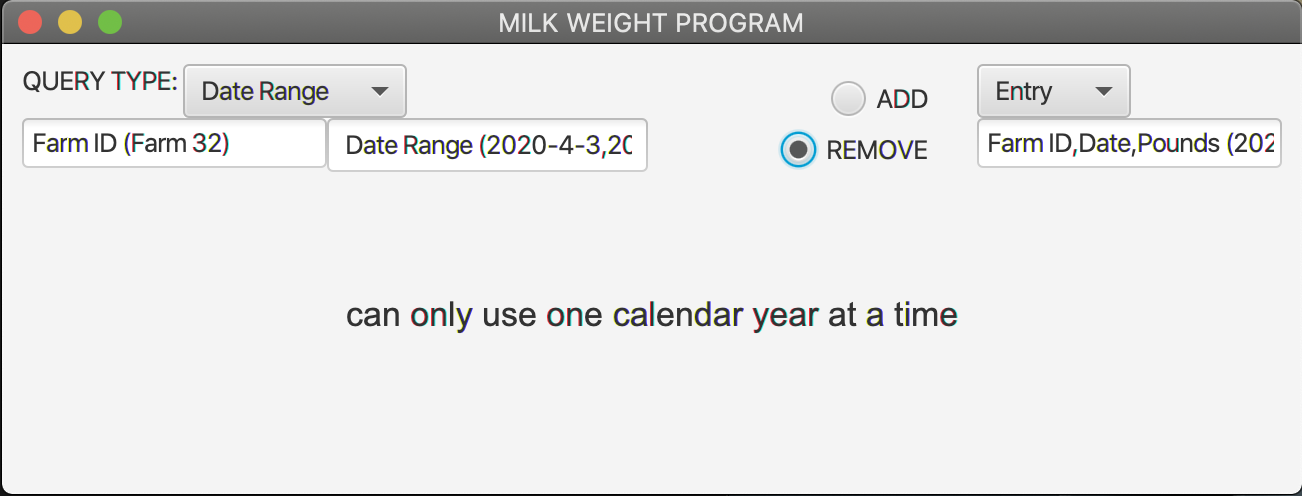 MILK WEIGHT PROGRAM
QUERY TYPE: Date Range
ADD
Entry
Farm ID (Farm 32)
Date Range (2020-4-3,20
REMOVE
Farm ID,Date,Pounds (202
can only use one calendar year at a time